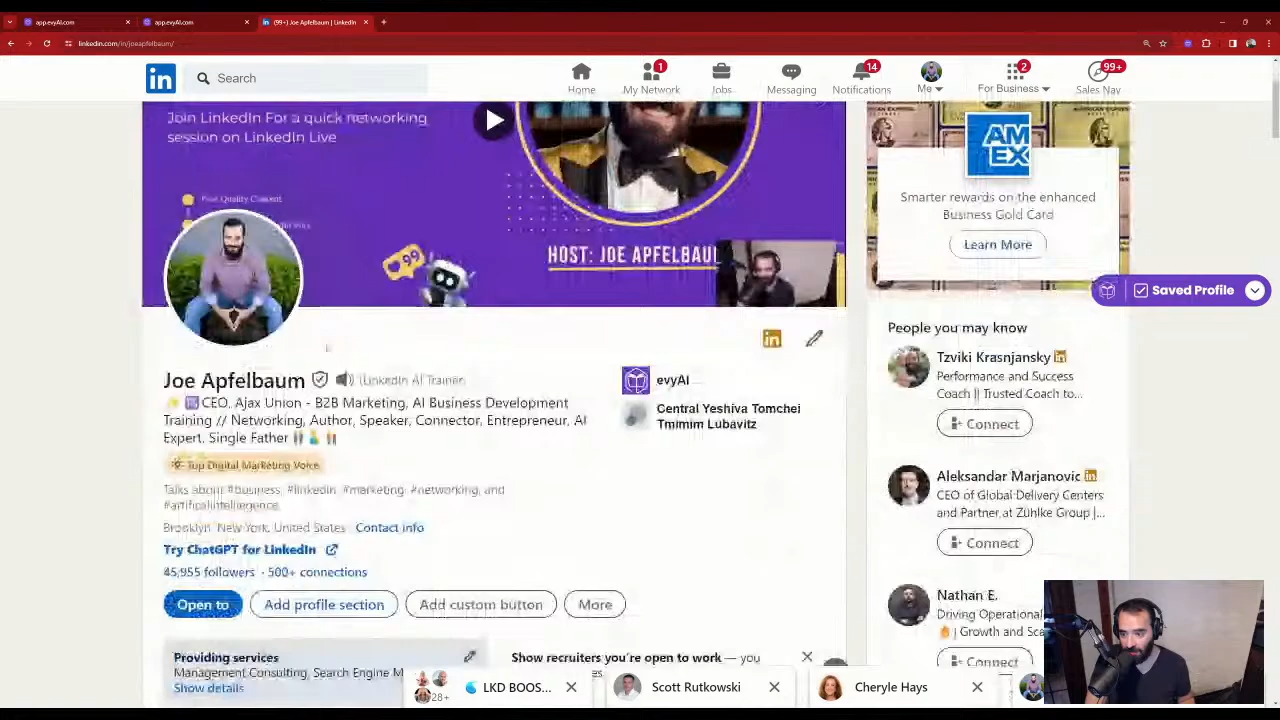 app.evyAI.com
app.evyAI.com
(99+) Joe Apfelbaum | LinkedIn
linkedin.com/in/joeapfelbaum/
in
Search
Home
1
My Network
Jobs
Messaging
14
Notifications
Me
2
For Business
99+
Sales Nav
Join LinkedIn For a quick networking
session on LinkedIn Live
Post Quality Content
99
HOST: JOE APFELBAU
AM
EX
Smarter rewards on the enhanced
Business Gold Card
Learn More
Saved Profile
People you may know
Tzviki Krasnjansky
Performance and Success
Coach || Trusted Coach to...
Connect
Aleksandar Marjanovic
CEO of Global Delivery Centers
and Partner at Zühlke Group |...
Connect
Nathan E.
Driving Operational
| Growth and Sca
Connect
Joe Apfelbaum
LinkedIn AI Trainer
CEO, Ajax Union - B2B Marketing, AI Business Development
Training // Networking, Author, Speaker, Connector, Entrepreneur, AI
Expert. Single Father
evyAI
Central Yeshiva Tomchei
Tmimim Lubavitz
Top Digital Marketing Voice
Talks about #business, #linkedin, #marketing, #networking, and
#artificialintelligence
Brooklyn, New York, United States Contact info
Try ChatGPT for LinkedIn
45,955 followers · 500+ connections
Open to
Add profile section
Add custom button
More
Providing services
Management Consulting, Search Engine M
Show details
Show recruiters you're open to work — you
28+
LKD BOOS...
Scott Rutkowski
Cheryle Hays